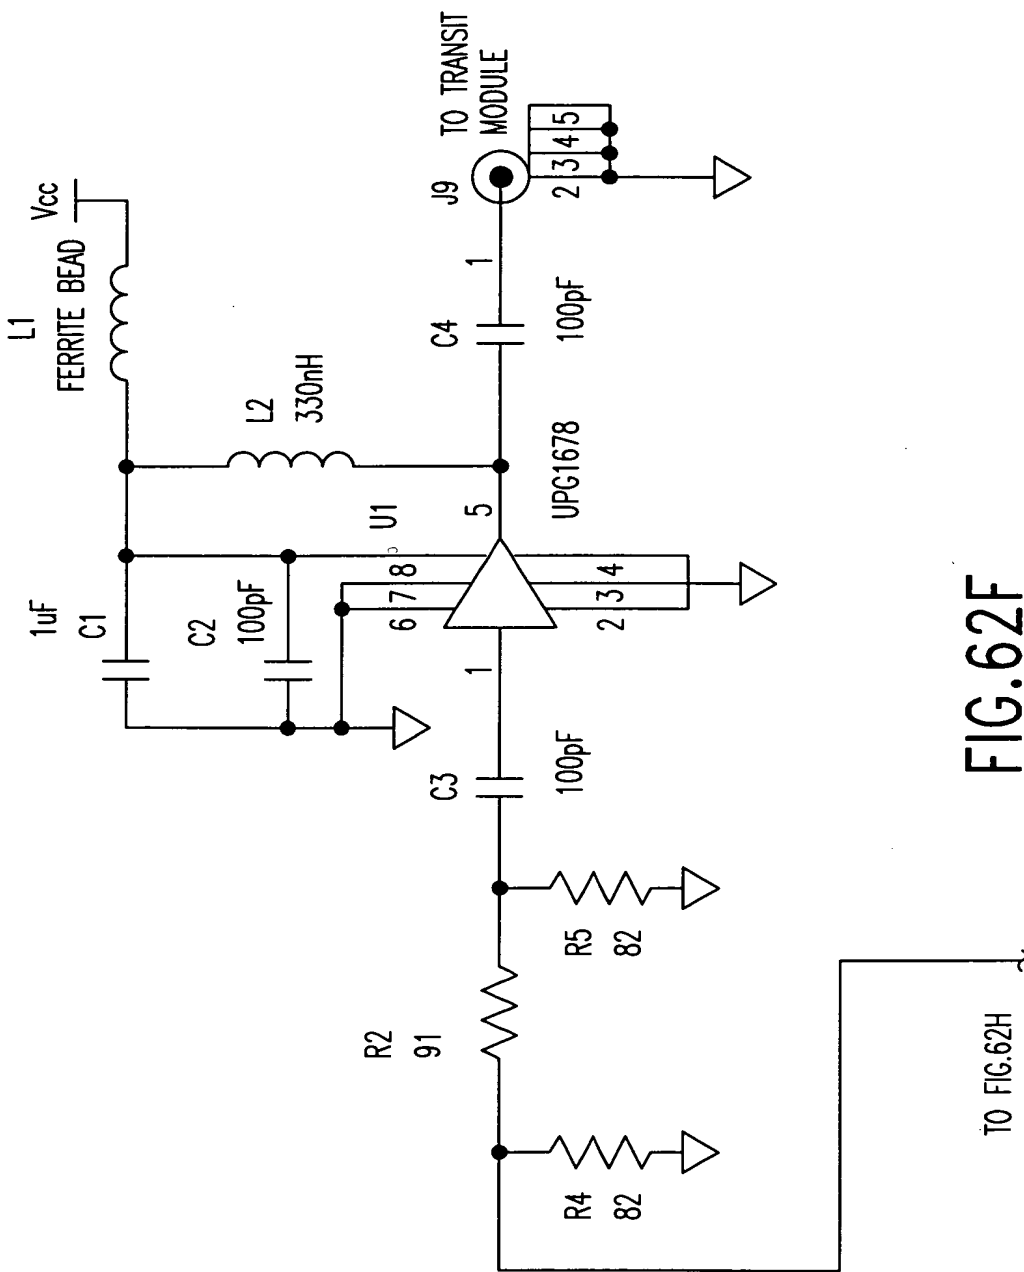 L1
FERRITE BEAD
Vcc
TO TRANSIT
MODULE
J9
2 3 4 5
1
C4
100pF
L2
330nH
1uF
C1
C2
100pF
U1
6 7 8
5
UPG1678
2 3 4
1
C3
100pF
R2
91
R5
82
R4
82
TO FIG.62H
FIG.62F